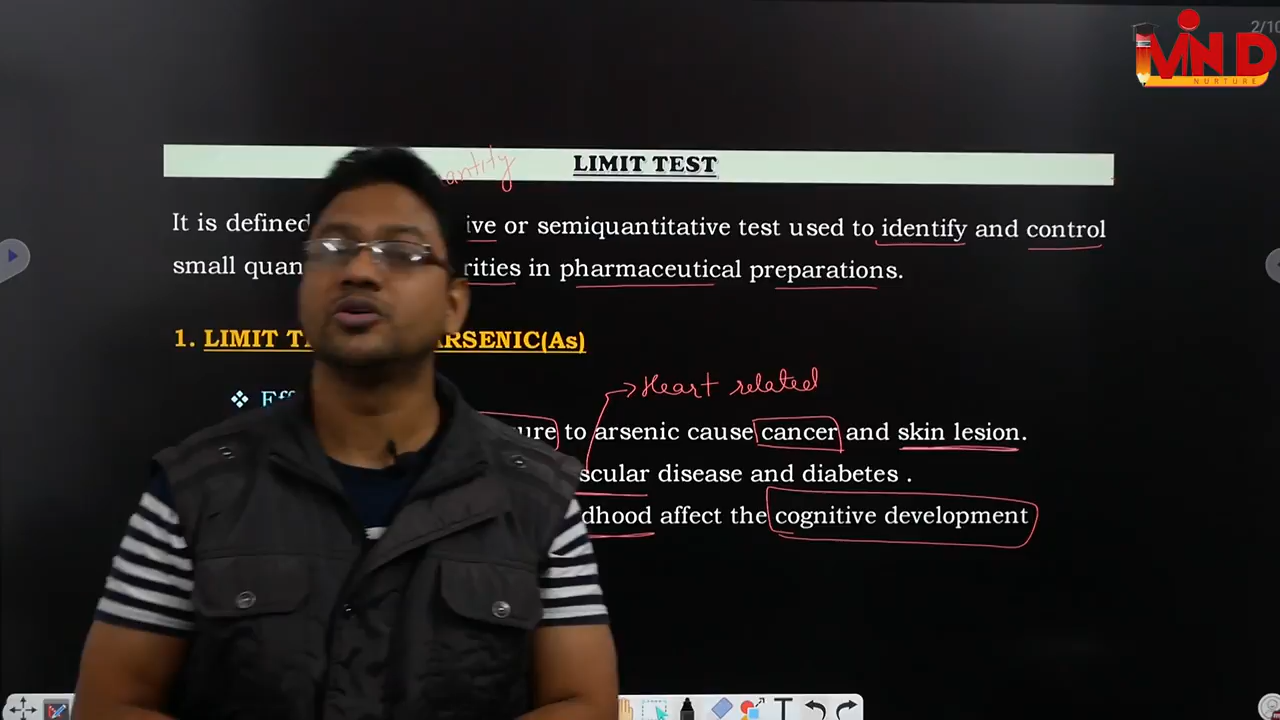 2/10
MIND
NURTURE
LIMIT TEST
It is defined ive or semiquantitative test used to identify and control
small quan rities in pharmaceutical preparations.
1. LIMIT T ARSENIC(As)
Heart related
Eff
ure to arsenic cause cancer and skin lesion.
scular disease and diabetes .
dhood affect the cognitive development
T